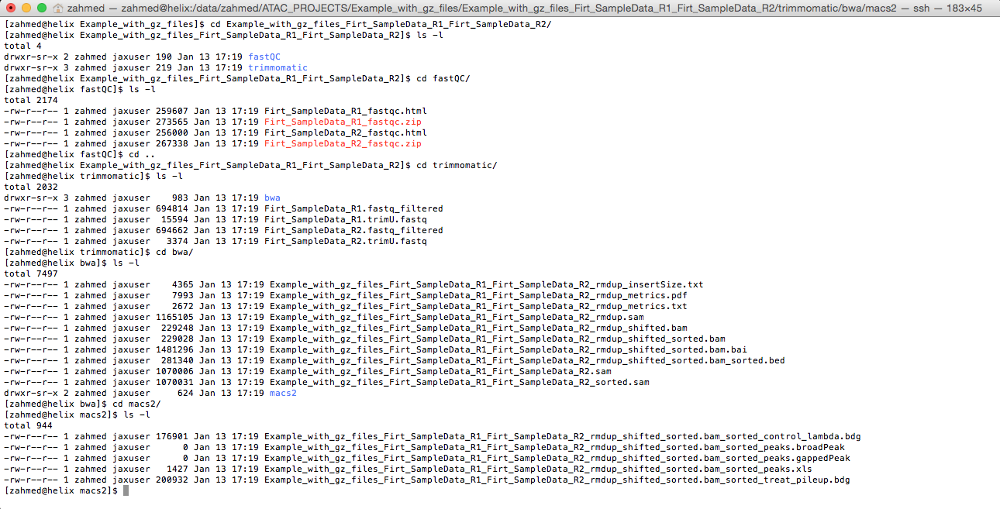 zahmed — zahmed@helix:/data/zahmed/ATAC_PROJECTS/Example_with_gz_files/Example_with_gz_files_Firt_SampleData_R1_Firt_SampleData_R2/trimmomatic/bwa/macs2 — ssh — 183×45
[zahmed@helix Example_with_gz_files]$ cd Example_with_gz_files_Firt_SampleData_R1_Firt_SampleData_R2/
[zahmed@helix Example_with_gz_files_Firt_SampleData_R1_Firt_SampleData_R2]$ ls -l
total 4
drwxr-sr-x 2 zahmed jaxuser 190 Jan 13 17:19 fastQC
drwxr-sr-x 3 zahmed jaxuser 219 Jan 13 17:19 trimmomatic
[zahmed@helix Example_with_gz_files_Firt_SampleData_R1_Firt_SampleData_R2]$ cd fastQC/
[zahmed@helix fastQC]$ ls -l
total 2174
-rw-r--r-- 1 zahmed jaxuser 259607 Jan 13 17:19 Firt_SampleData_R1_fastqc.html
-rw-r--r-- 1 zahmed jaxuser 273565 Jan 13 17:19 Firt_SampleData_R1_fastqc.zip
-rw-r--r-- 1 zahmed jaxuser 256000 Jan 13 17:19 Firt_SampleData_R2_fastqc.html
-rw-r--r-- 1 zahmed jaxuser 267338 Jan 13 17:19 Firt_SampleData_R2_fastqc.zip
[zahmed@helix fastQC]$ cd ..
[zahmed@helix Example_with_gz_files_Firt_SampleData_R1_Firt_SampleData_R2]$ cd trimmomatic/
[zahmed@helix trimmomatic]$ ls -l
total 2032
drwxr-sr-x 3 zahmed jaxuser    983 Jan 13 17:19 bwa
-rw-r--r-- 1 zahmed jaxuser 694814 Jan 13 17:19 Firt_SampleData_R1.fastq_filtered
-rw-r--r-- 1 zahmed jaxuser  15594 Jan 13 17:19 Firt_SampleData_R1.trimU.fastq
-rw-r--r-- 1 zahmed jaxuser 694662 Jan 13 17:19 Firt_SampleData_R2.fastq_filtered
-rw-r--r-- 1 zahmed jaxuser   3374 Jan 13 17:19 Firt_SampleData_R2.trimU.fastq
[zahmed@helix trimmomatic]$ cd bwa/
[zahmed@helix bwa]$ ls -l
total 7497
-rw-r--r-- 1 zahmed jaxuser    4365 Jan 13 17:19 Example_with_gz_files_Firt_SampleData_R1_Firt_SampleData_R2_rmdup_insertSize.txt
-rw-r--r-- 1 zahmed jaxuser    7993 Jan 13 17:19 Example_with_gz_files_Firt_SampleData_R1_Firt_SampleData_R2_rmdup_metrics.pdf
-rw-r--r-- 1 zahmed jaxuser    2672 Jan 13 17:19 Example_with_gz_files_Firt_SampleData_R1_Firt_SampleData_R2_rmdup_metrics.txt
-rw-r--r-- 1 zahmed jaxuser 1165105 Jan 13 17:19 Example_with_gz_files_Firt_SampleData_R1_Firt_SampleData_R2_rmdup.sam
-rw-r--r-- 1 zahmed jaxuser  229248 Jan 13 17:19 Example_with_gz_files_Firt_SampleData_R1_Firt_SampleData_R2_rmdup_shifted.bam
-rw-r--r-- 1 zahmed jaxuser  229028 Jan 13 17:19 Example_with_gz_files_Firt_SampleData_R1_Firt_SampleData_R2_rmdup_shifted_sorted.bam
-rw-r--r-- 1 zahmed jaxuser 1481296 Jan 13 17:19 Example_with_gz_files_Firt_SampleData_R1_Firt_SampleData_R2_rmdup_shifted_sorted.bam.bai
-rw-r--r-- 1 zahmed jaxuser  281340 Jan 13 17:19 Example_with_gz_files_Firt_SampleData_R1_Firt_SampleData_R2_rmdup_shifted_sorted.bam_sorted.bed
-rw-r--r-- 1 zahmed jaxuser 1070006 Jan 13 17:19 Example_with_gz_files_Firt_SampleData_R1_Firt_SampleData_R2.sam
-rw-r--r-- 1 zahmed jaxuser 1070031 Jan 13 17:19 Example_with_gz_files_Firt_SampleData_R1_Firt_SampleData_R2_sorted.sam
drwxr-sr-x 2 zahmed jaxuser     624 Jan 13 17:19 macs2
[zahmed@helix bwa]$ cd macs2/
[zahmed@helix macs2]$ ls -l
total 944
-rw-r--r-- 1 zahmed jaxuser 176901 Jan 13 17:19 Example_with_gz_files_Firt_SampleData_R1_Firt_SampleData_R2_rmdup_shifted_sorted.bam_sorted_control_lambda.bdg
-rw-r--r-- 1 zahmed jaxuser      0 Jan 13 17:19 Example_with_gz_files_Firt_SampleData_R1_Firt_SampleData_R2_rmdup_shifted_sorted.bam_sorted_peaks.broadPeak
-rw-r--r-- 1 zahmed jaxuser      0 Jan 13 17:19 Example_with_gz_files_Firt_SampleData_R1_Firt_SampleData_R2_rmdup_shifted_sorted.bam_sorted_peaks.gappedPeak
-rw-r--r-- 1 zahmed jaxuser   1427 Jan 13 17:19 Example_with_gz_files_Firt_SampleData_R1_Firt_SampleData_R2_rmdup_shifted_sorted.bam_sorted_peaks.xls
-rw-r--r-- 1 zahmed jaxuser 200932 Jan 13 17:19 Example_with_gz_files_Firt_SampleData_R1_Firt_SampleData_R2_rmdup_shifted_sorted.bam_sorted_treat_pileup.bdg
[zahmed@helix macs2]$